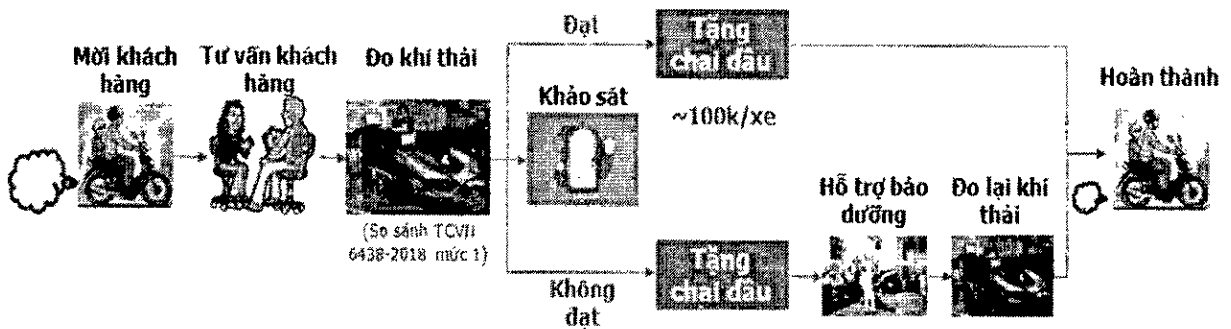 Mời khách
hàng
Tư vấn khách
hàng
Đo khí thải
(So sánh TCVN
6438-2018 mức 1)
Đạt
Tặng
chai dầu
~100k/xe
Khảo sát
Không
đạt
Tặng
chai dầu
Hỗ trợ bảo
dưỡng
Đo lại khí
thải
Hoàn thành